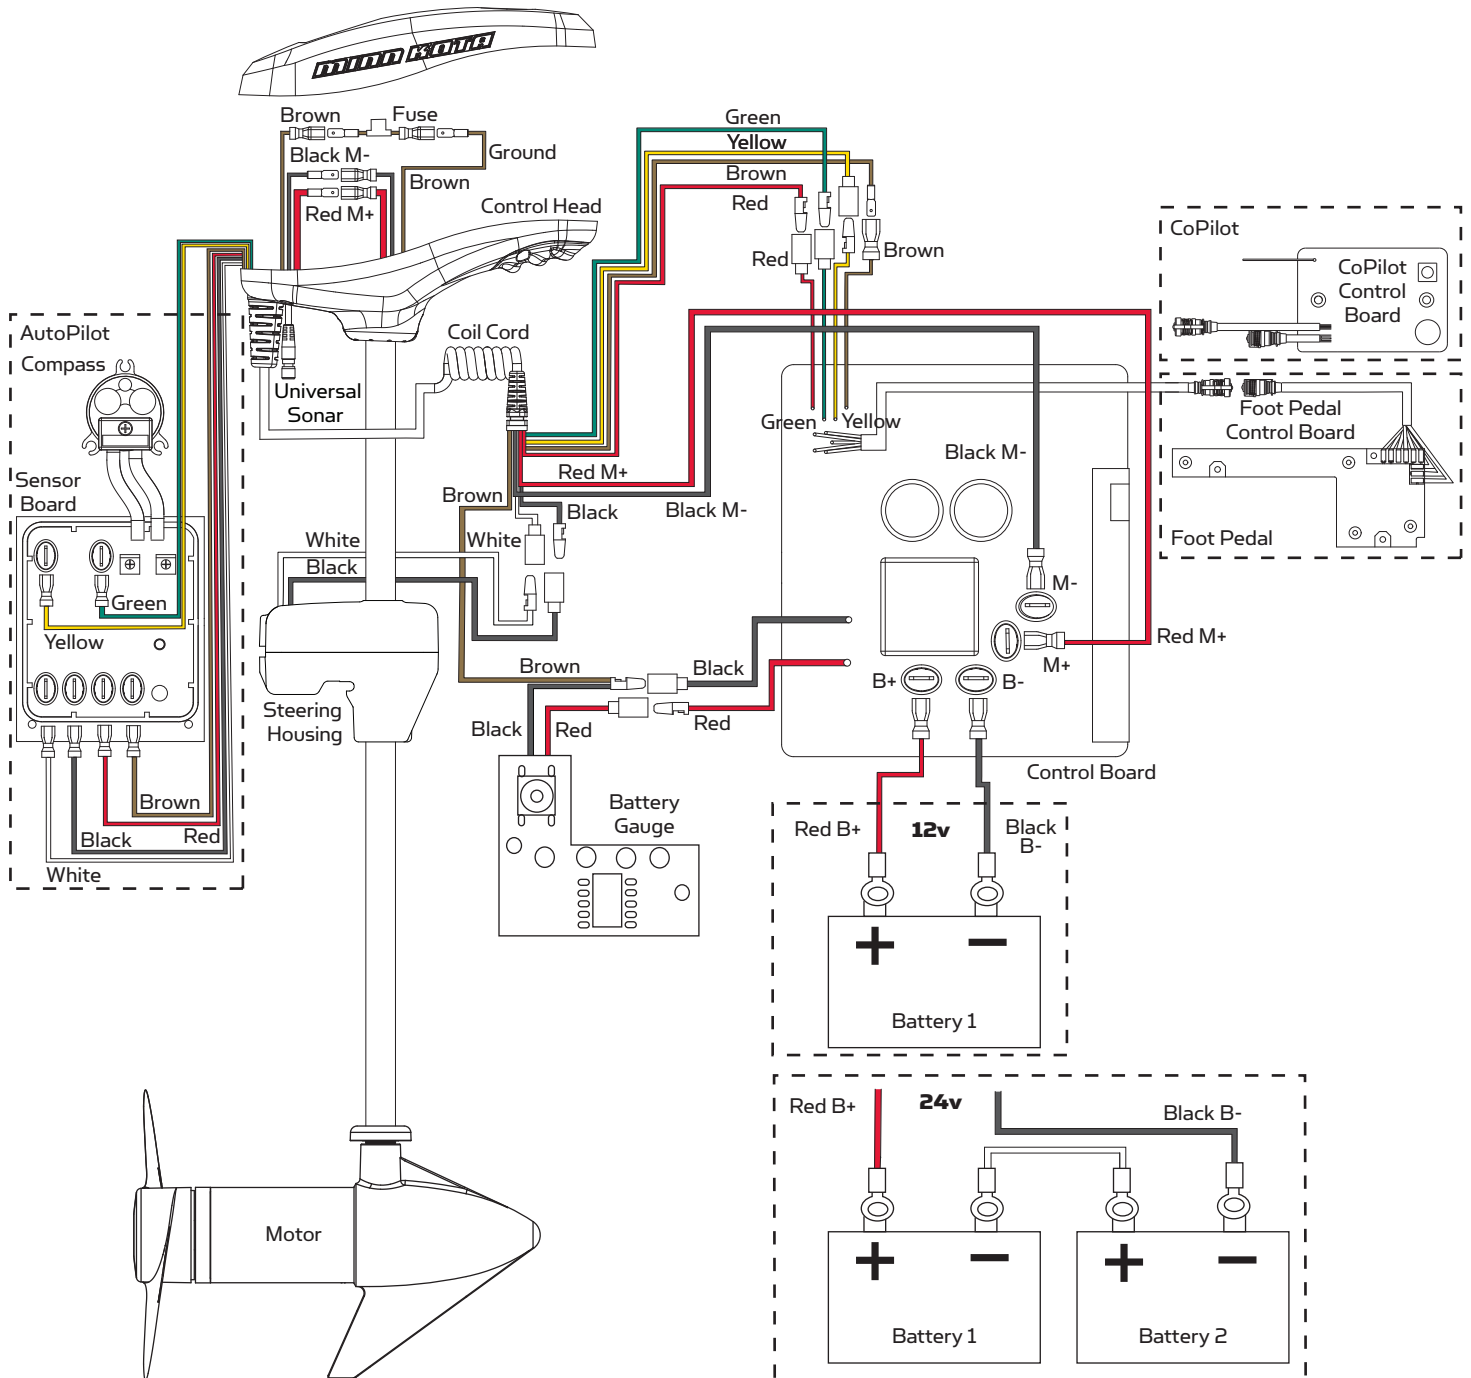 MINN KOTA
Brown
Fuse
Ground
Black M-
Brown
Red M+
Control Head
Green
Yellow
Brown
Red
Red
Brown
CoPilot
CoPilot
Control
Board
AutoPilot
Compass
Universal
Sonar
Coil Cord
Green
Yellow
Foot Pedal
Control Board
Foot Pedal
Black M-
Red M+
Black M-
Brown
Black
White
White
Black
Sensor
Board
Green
Yellow
M-
M+
Red M+
B+
B-
Brown
Black
Steering
Housing
Black
Red
Red
Control Board
Brown
Black
Red
White
Battery
Gauge
Red B+
12v
Black
B-
+
–
Battery 1
Red B+
24v
Black B-
+
–
+
–
Battery 1
Battery 2
Motor